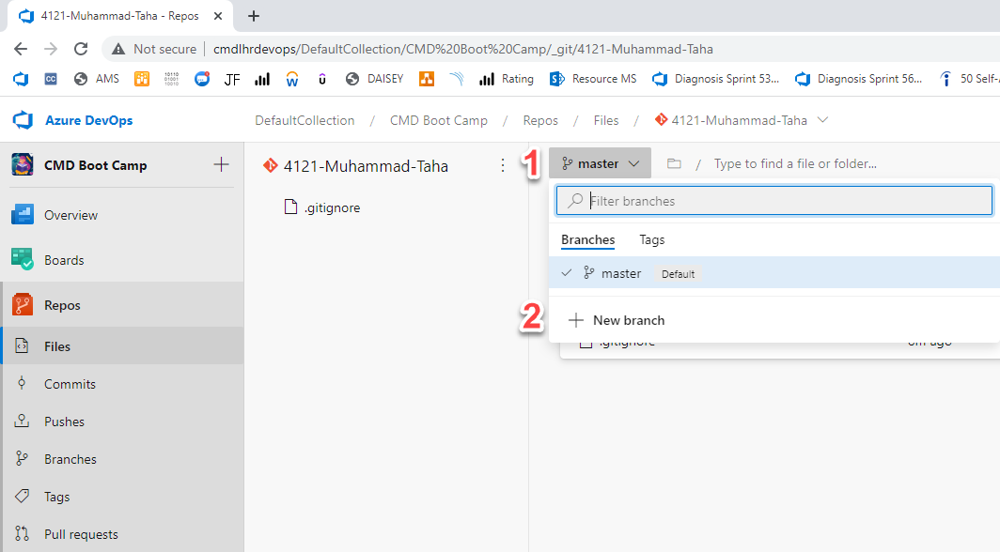 4121-Muhammad-Taha - Repos
Not secure
cmdlhrdevops/DefaultCollection/CMD%20Boot%20Camp/_git/4121-Muhammad-Taha
CC
AMS
10110
JF
W
ü
DAISEY
Rating
S
Resource MS
Diagnosis Sprint 53...
Diagnosis Sprint 56...
50 Self-
Azure DevOps
DefaultCollection / CMD Boot Camp / Repos / Files / 4121-Muhammad-Taha
CMD Boot Camp
Overview
Boards
Repos
Files
Commits
Pushes
Branches
Tags
Pull requests
4121-Muhammad-Taha
.gitignore
1
master
/ Type to find a file or folder...
Filter branches
Branches Tags
master Default
2
New branch
.gitignore